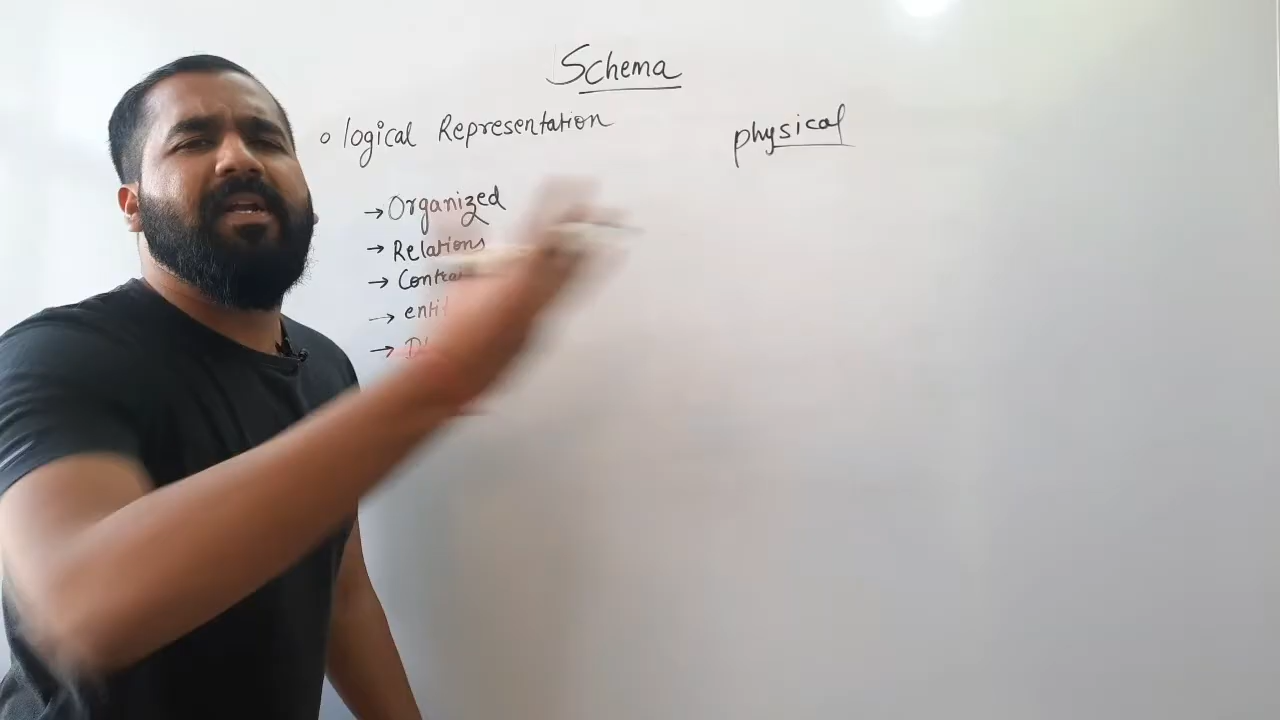 Schema
o logical Representation
physical
→ Organized
→ Relations